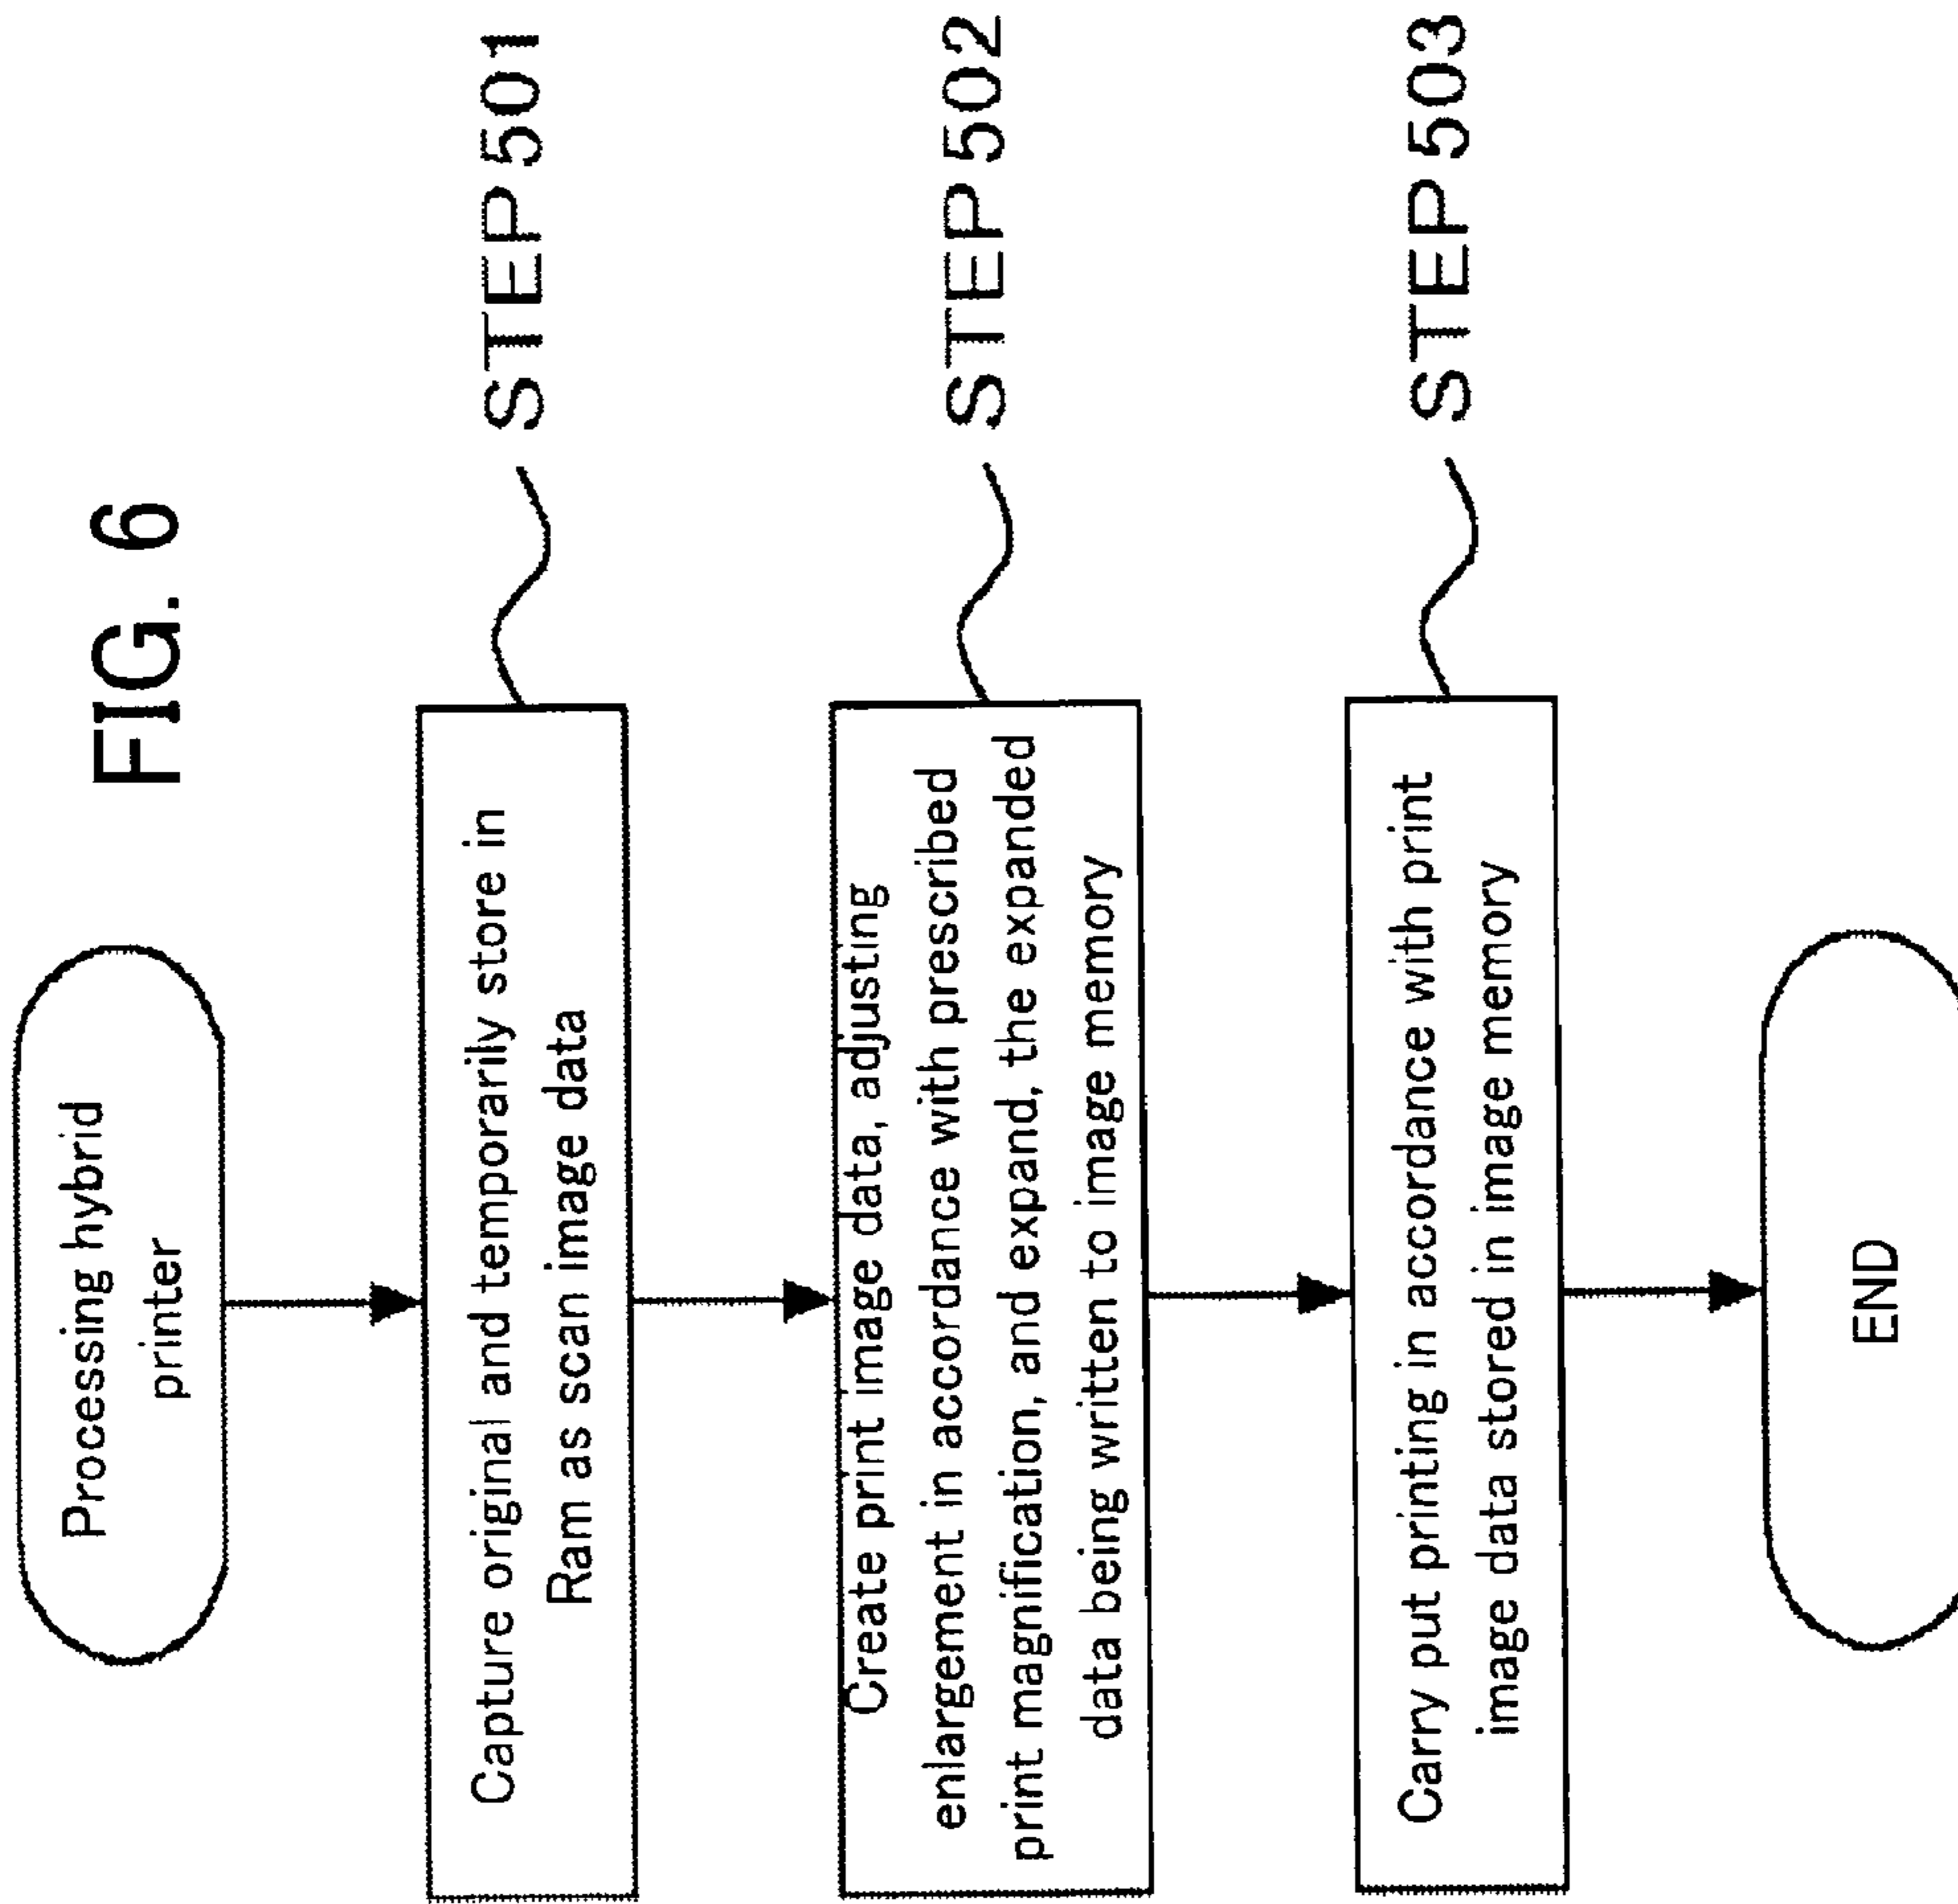 FIG. 6
Processing hybrid
printer
Capture original and temporarily store in
Ram as scan image data
STEP501
Create print image data, adjusting
enlargement in accordance with prescribed
print magnification, and expand, the expanded
data being written to image memory
STEP502
Carry put printing in accordance with print
image data stored in image memory
STEP503
END